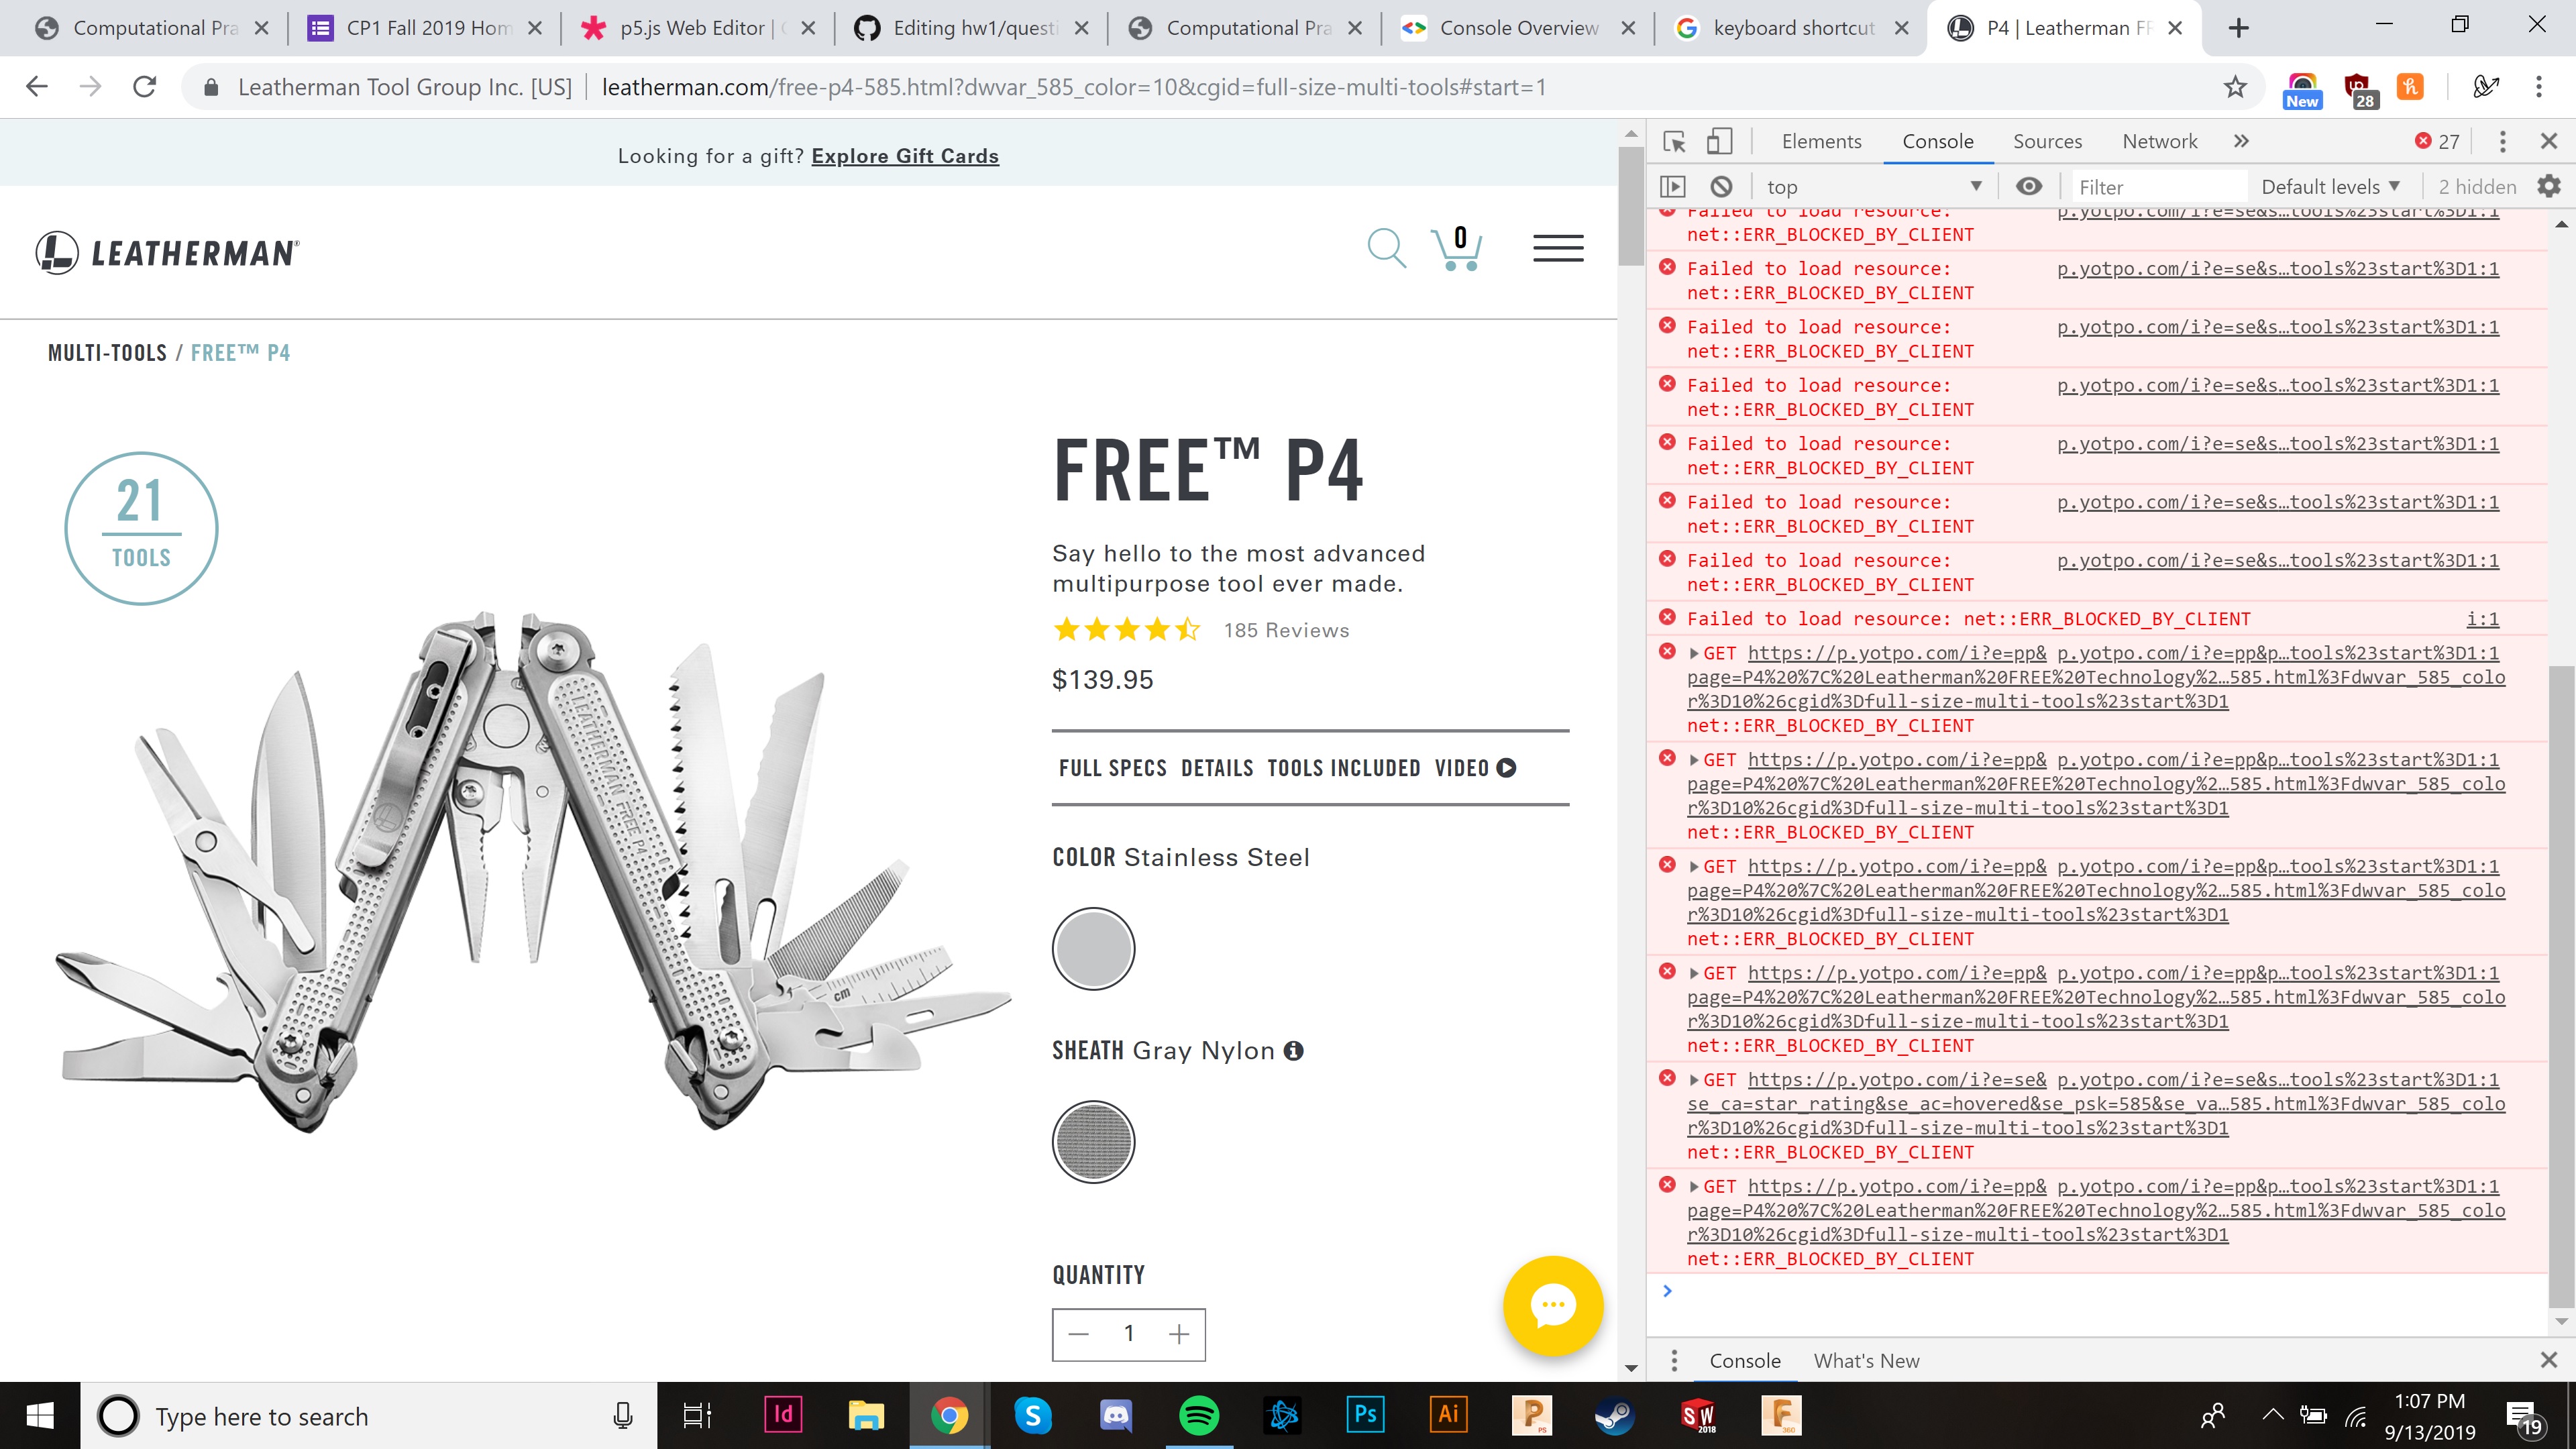 Computational Pra
CP1 Fall 2019 Hom
p5.js Web Editor |
Editing hw1/questi
Computational Pra
Console Overview
keyboard shortcut
P4 | Leatherman FR
Leatherman Tool Group Inc. [US]
leatherman.com/free-p4-585.html?dwvar_585_color=10&cgid=full-size-multi-tools#start=1
New
28
Looking for a gift? Explore Gift Cards
LEATHERMAN®
0
MULTI-TOOLS / FREE™ P4
21
TOOLS
LEATHERMAN FREE P4
cm
FREE™ P4
Say hello to the most advanced
multipurpose tool ever made.
185 Reviews
$139.95
FULL SPECS DETAILS TOOLS INCLUDED VIDEO
COLOR Stainless Steel
SHEATH Gray Nylon
QUANTITY
1
Elements Console Sources Network 27
top Filter Default levels 2 hidden
Failed to load resource: p.yotpo.com/i?e=se&s…tools%23start%3D1:1
net::ERR_BLOCKED_BY_CLIENT
Failed to load resource: p.yotpo.com/i?e=se&s…tools%23start%3D1:1
net::ERR_BLOCKED_BY_CLIENT
Failed to load resource: p.yotpo.com/i?e=se&s…tools%23start%3D1:1
net::ERR_BLOCKED_BY_CLIENT
Failed to load resource: p.yotpo.com/i?e=se&s…tools%23start%3D1:1
net::ERR_BLOCKED_BY_CLIENT
Failed to load resource: p.yotpo.com/i?e=se&s…tools%23start%3D1:1
net::ERR_BLOCKED_BY_CLIENT
Failed to load resource: p.yotpo.com/i?e=se&s…tools%23start%3D1:1
net::ERR_BLOCKED_BY_CLIENT
Failed to load resource: p.yotpo.com/i?e=se&s…tools%23start%3D1:1
net::ERR_BLOCKED_BY_CLIENT
Failed to load resource: net::ERR_BLOCKED_BY_CLIENT i:1
GET https://p.yotpo.com/i?e=pp& p.yotpo.com/i?e=pp&p…tools%23start%3D1:1
page=P4%20%7C%20Leatherman%20FREE%20Technology%2…585.html%3Fdwvar_585_colo
r%3D10%26cgid%3Dfull-size-multi-tools%23start%3D1
net::ERR_BLOCKED_BY_CLIENT
GET https://p.yotpo.com/i?e=pp& p.yotpo.com/i?e=pp&p…tools%23start%3D1:1
page=P4%20%7C%20Leatherman%20FREE%20Technology%2…585.html%3Fdwvar_585_colo
r%3D10%26cgid%3Dfull-size-multi-tools%23start%3D1
net::ERR_BLOCKED_BY_CLIENT
GET https://p.yotpo.com/i?e=pp& p.yotpo.com/i?e=pp&p…tools%23start%3D1:1
page=P4%20%7C%20Leatherman%20FREE%20Technology%2…585.html%3Fdwvar_585_colo
r%3D10%26cgid%3Dfull-size-multi-tools%23start%3D1
net::ERR_BLOCKED_BY_CLIENT
GET https://p.yotpo.com/i?e=pp& p.yotpo.com/i?e=pp&p…tools%23start%3D1:1
page=P4%20%7C%20Leatherman%20FREE%20Technology%2…585.html%3Fdwvar_585_colo
r%3D10%26cgid%3Dfull-size-multi-tools%23start%3D1
net::ERR_BLOCKED_BY_CLIENT
GET https://p.yotpo.com/i?e=se& p.yotpo.com/i?e=se&s…tools%23start%3D1:1
se_ca=star_rating&se_ac=hovered&se_psk=585&se_va…585.html%3Fdwvar_585_colo
r%3D10%26cgid%3Dfull-size-multi-tools%23start%3D1
net::ERR_BLOCKED_BY_CLIENT
GET https://p.yotpo.com/i?e=pp& p.yotpo.com/i?e=pp&p…tools%23start%3D1:1
page=P4%20%7C%20Leatherman%20FREE%20Technology%2…585.html%3Fdwvar_585_colo
r%3D10%26cgid%3Dfull-size-multi-tools%23start%3D1
net::ERR_BLOCKED_BY_CLIENT
Console What's New
Type here to search
Id
Ps
Ai
P
PS
SW
2018
F
360
1:07 PM
9/13/2019
19